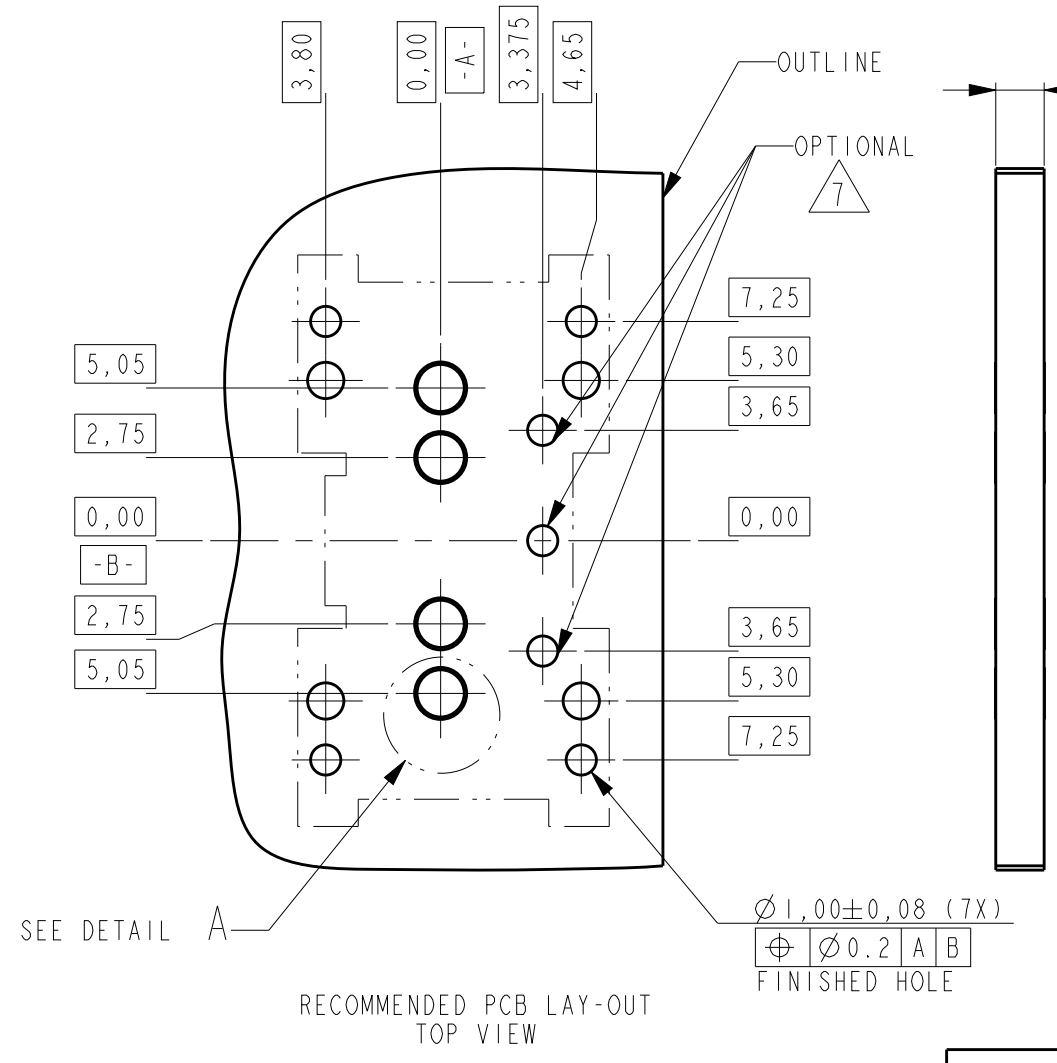 3,80
0,00
-A-
3,375
4,65
OUTLINE
OPTIONAL
7
7,25
5,30
3,65
0,00
3,65
5,30
7,25
5,05
2,75
0,00
-B-
2,75
5,05
SEE DETAIL A
Ø1,00±0,08 (7X)
⌖ Ø0.2 A B
FINISHED HOLE
RECOMMENDED PCB LAY-OUT
TOP VIEW